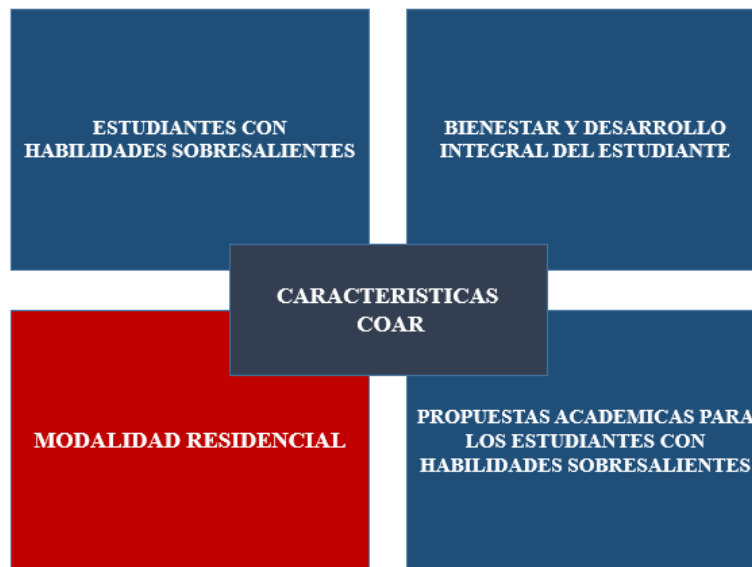 ESTUDIANTES CON
HABILIDADES SOBRESALIENTES
BIENESTAR Y DESARROLLO
INTEGRAL DEL ESTUDIANTE
CARACTERISTICAS
COAR
MODALIDAD RESIDENCIAL
PROPUESTAS ACADEMICAS PARA
LOS ESTUDIANTES CON
HABILIDADES SOBRESALIENTES